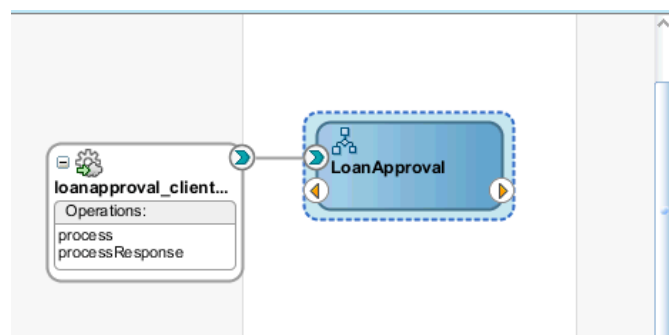 loanapproval_client...
Operations:
process
processResponse
LoanApproval